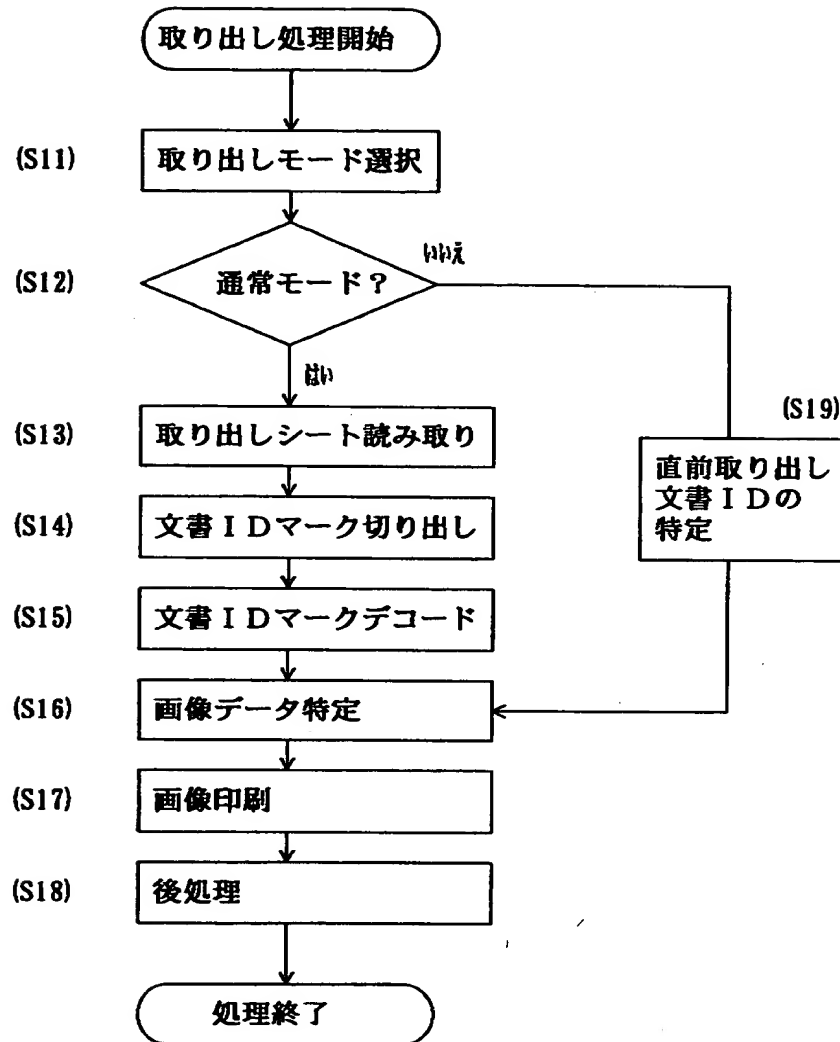 取り出し処理開始
(S11) 取り出しモード選択
(S12) 通常モード？
いいえ
はい
(S13) 取り出しシート読み取り
(S19)
直前取り出し
文書ＩＤの
特定
(S14) 文書ＩＤマーク切り出し
(S15) 文書ＩＤマークデコード
(S16) 画像データ特定
(S17) 画像印刷
(S18) 後処理
処理終了